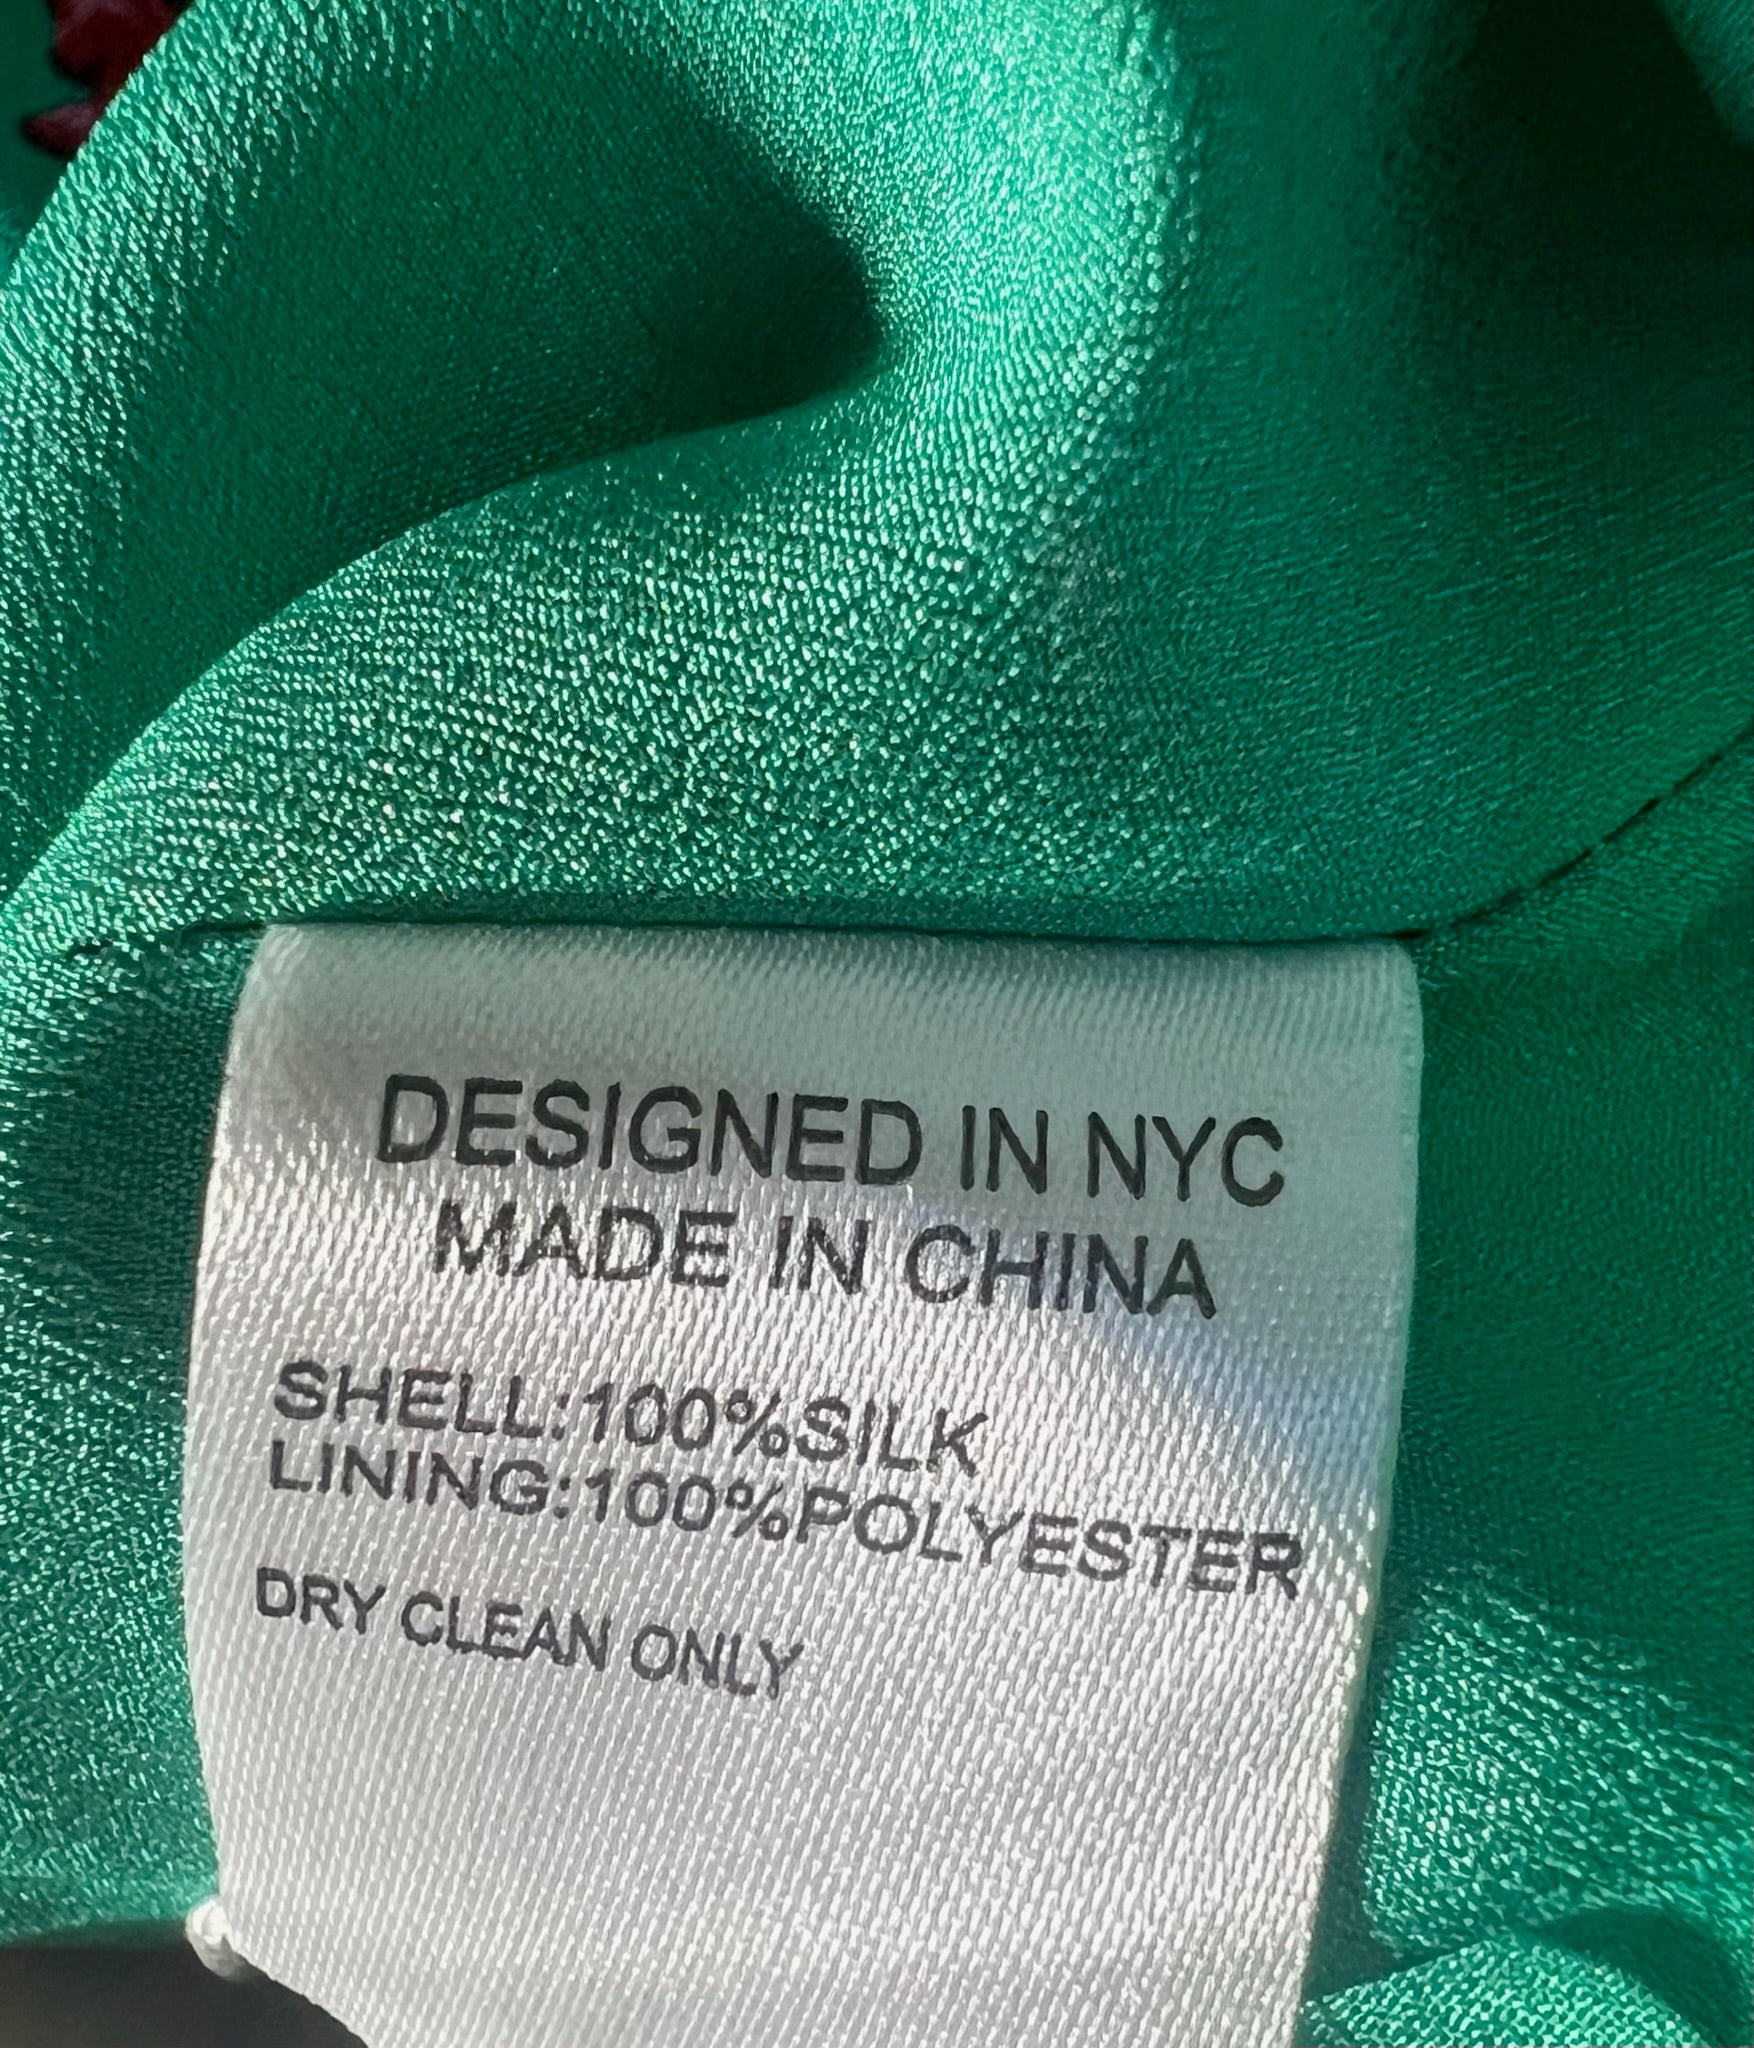 DESIGNED IN NYC
MADE IN CHINA
SHELL:100%SILK
LINING:100%POLYESTER
DRY CLEAN ONLY